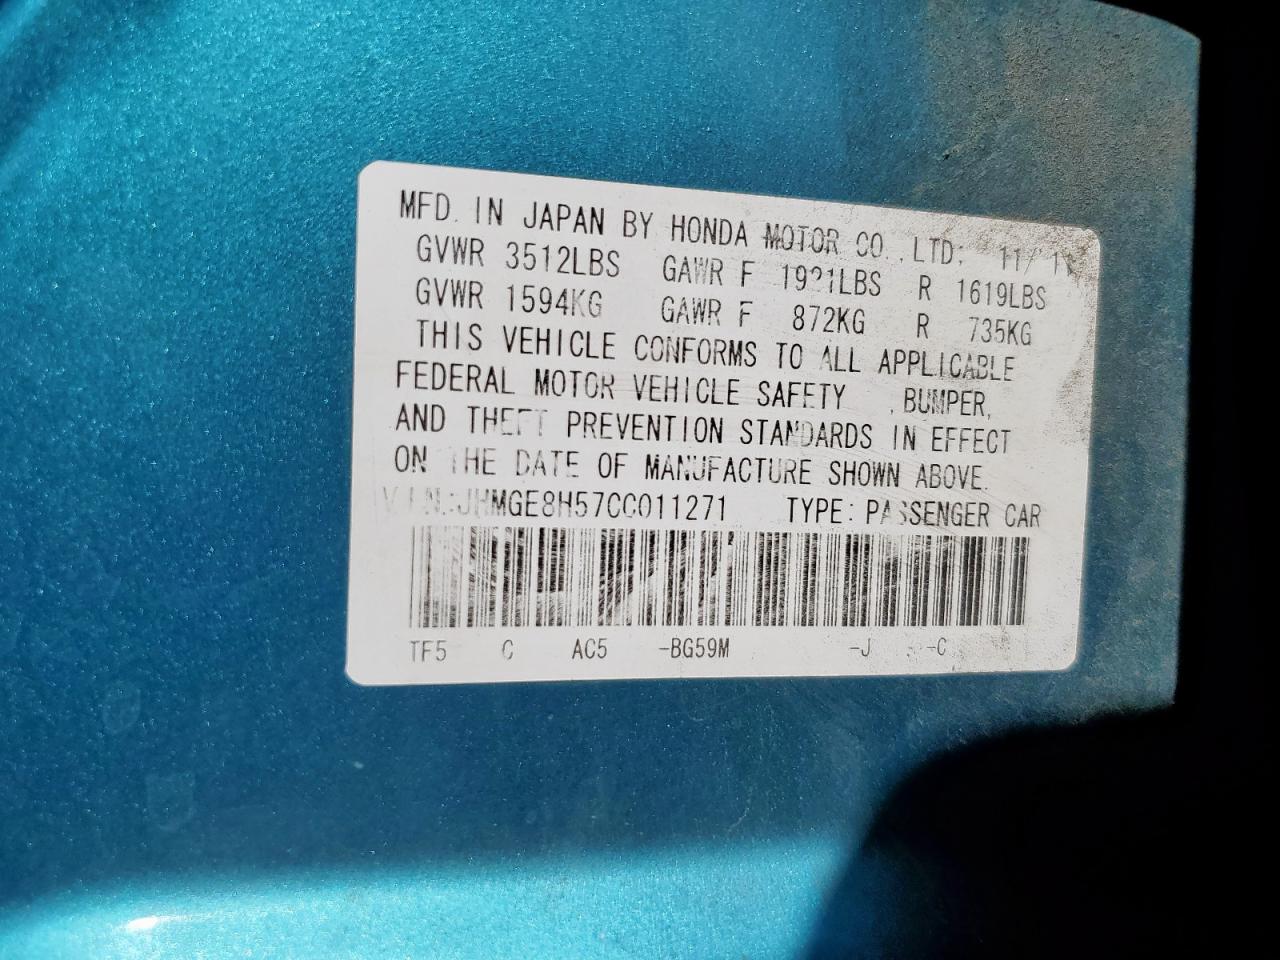 MFD. IN JAPAN BY HONDA MOTOR CO.,LTD; 11/
GVWR 3512LBS GAWR F 1921LBS R 1619LBS
GVWR 1594KG GAWR F 872KG R 735KG
THIS VEHICLE CONFORMS TO ALL APPLICABLE
FEDERAL MOTOR VEHICLE SAFETY , BUMPER,
AND THEFT PREVENTION STANDARDS IN EFFECT
ON THE DATE OF MANUFACTURE SHOWN ABOVE.
V.I.N.:JHMGE8H57CC011271 TYPE: PASSENGER CAR
TF5 C AC5 -BG59M -J -C